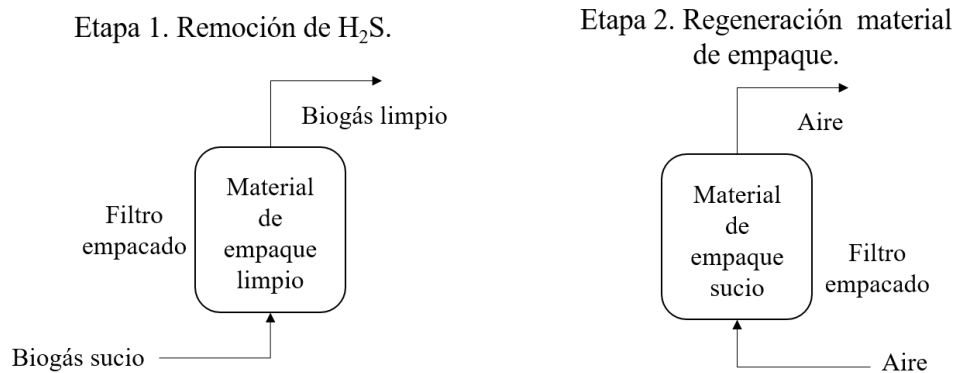 Etapa 1. Remoción de H₂S.
Biogás limpio
Material
de
empaque
limpio
Filtro
empacado
Biogás sucio
Etapa 2. Regeneración material
de empaque.
Aire
Material
de
empaque
sucio
Filtro
empacado
Aire